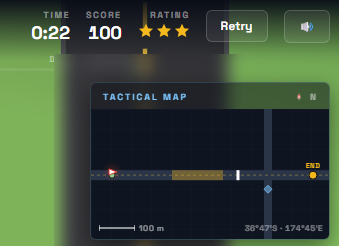 TIME SCORE RATING
0:22 100 Retry
TACTICAL MAP N
END
100 m 36°47'S · 174°45'E